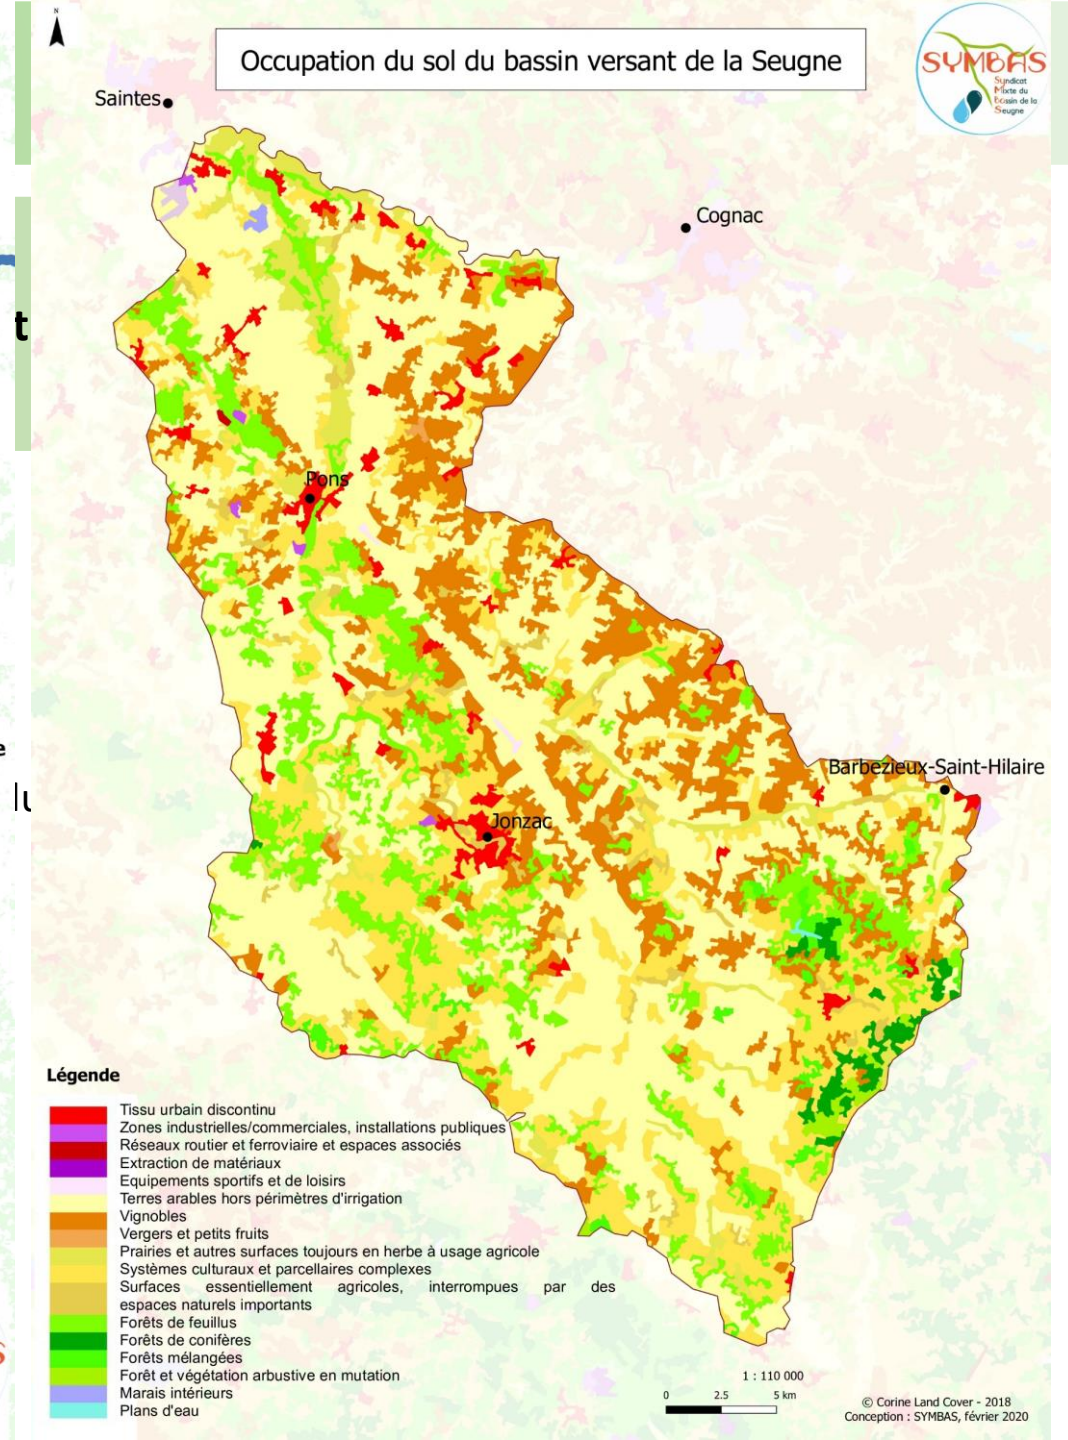 N
Occupation du sol du bassin versant de la Seugne
SYMBAS
Syndicat
Mixte du
Bassin de la
Seugne
Saintes
Cognac
t
Pons
e
Barbezieux-Saint-Hilaire
lu
Jonzac
Légende
Tissu urbain discontinu
Zones industrielles/commerciales, installations publiques
Réseaux routier et ferroviaire et espaces associés
Extraction de matériaux
Equipements sportifs et de loisirs
Terres arables hors périmètres d'irrigation
Vignobles
Vergers et petits fruits
Prairies et autres surfaces toujours en herbe à usage agricole
Systèmes culturaux et parcellaires complexes
Surfaces essentiellement agricoles, interrompues par des
espaces naturels importants
Forêts de feuillus
Forêts de conifères
Forêts mélangées
Forêt et végétation arbustive en mutation
Marais intérieurs
Plans d'eau
s
1 : 110 000
0 2.5 5 km
© Corine Land Cover - 2018
Conception : SYMBAS, février 2020